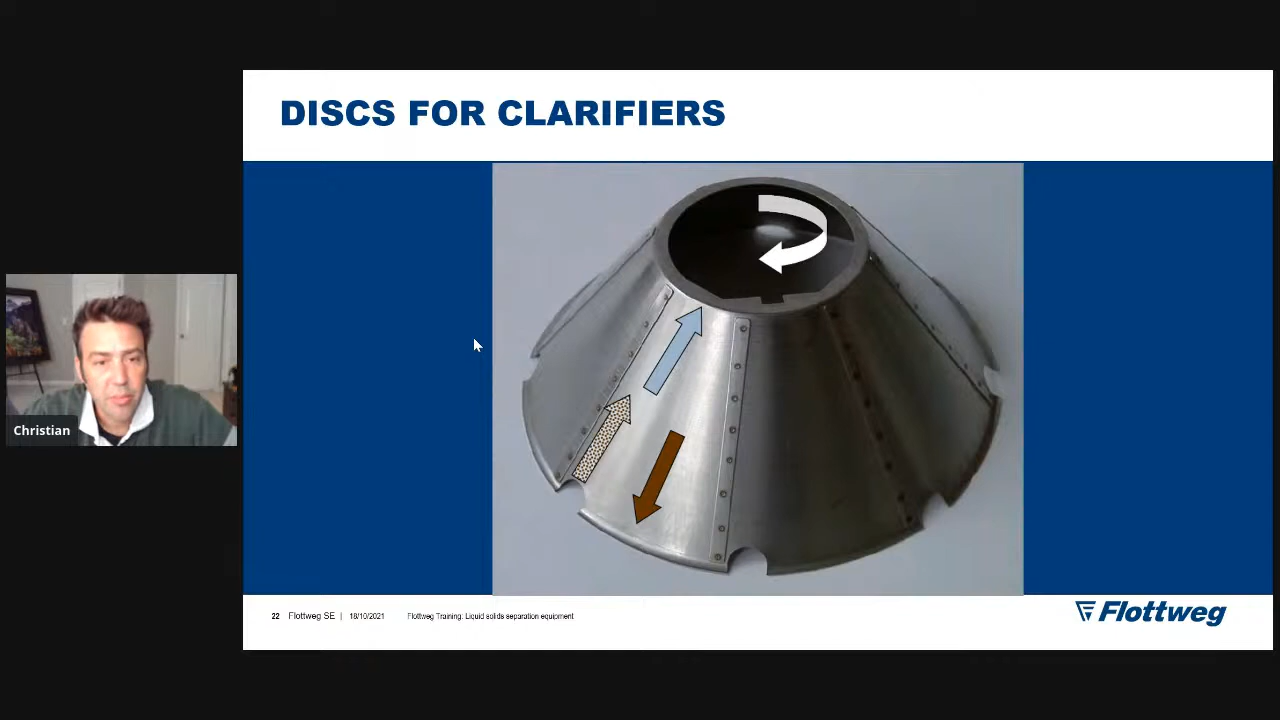 DISCS FOR CLARIFIERS
Christian
22 Flottweg SE | 18/10/2021 Flottweg Training: Liquid solids separation equipment
Flottweg